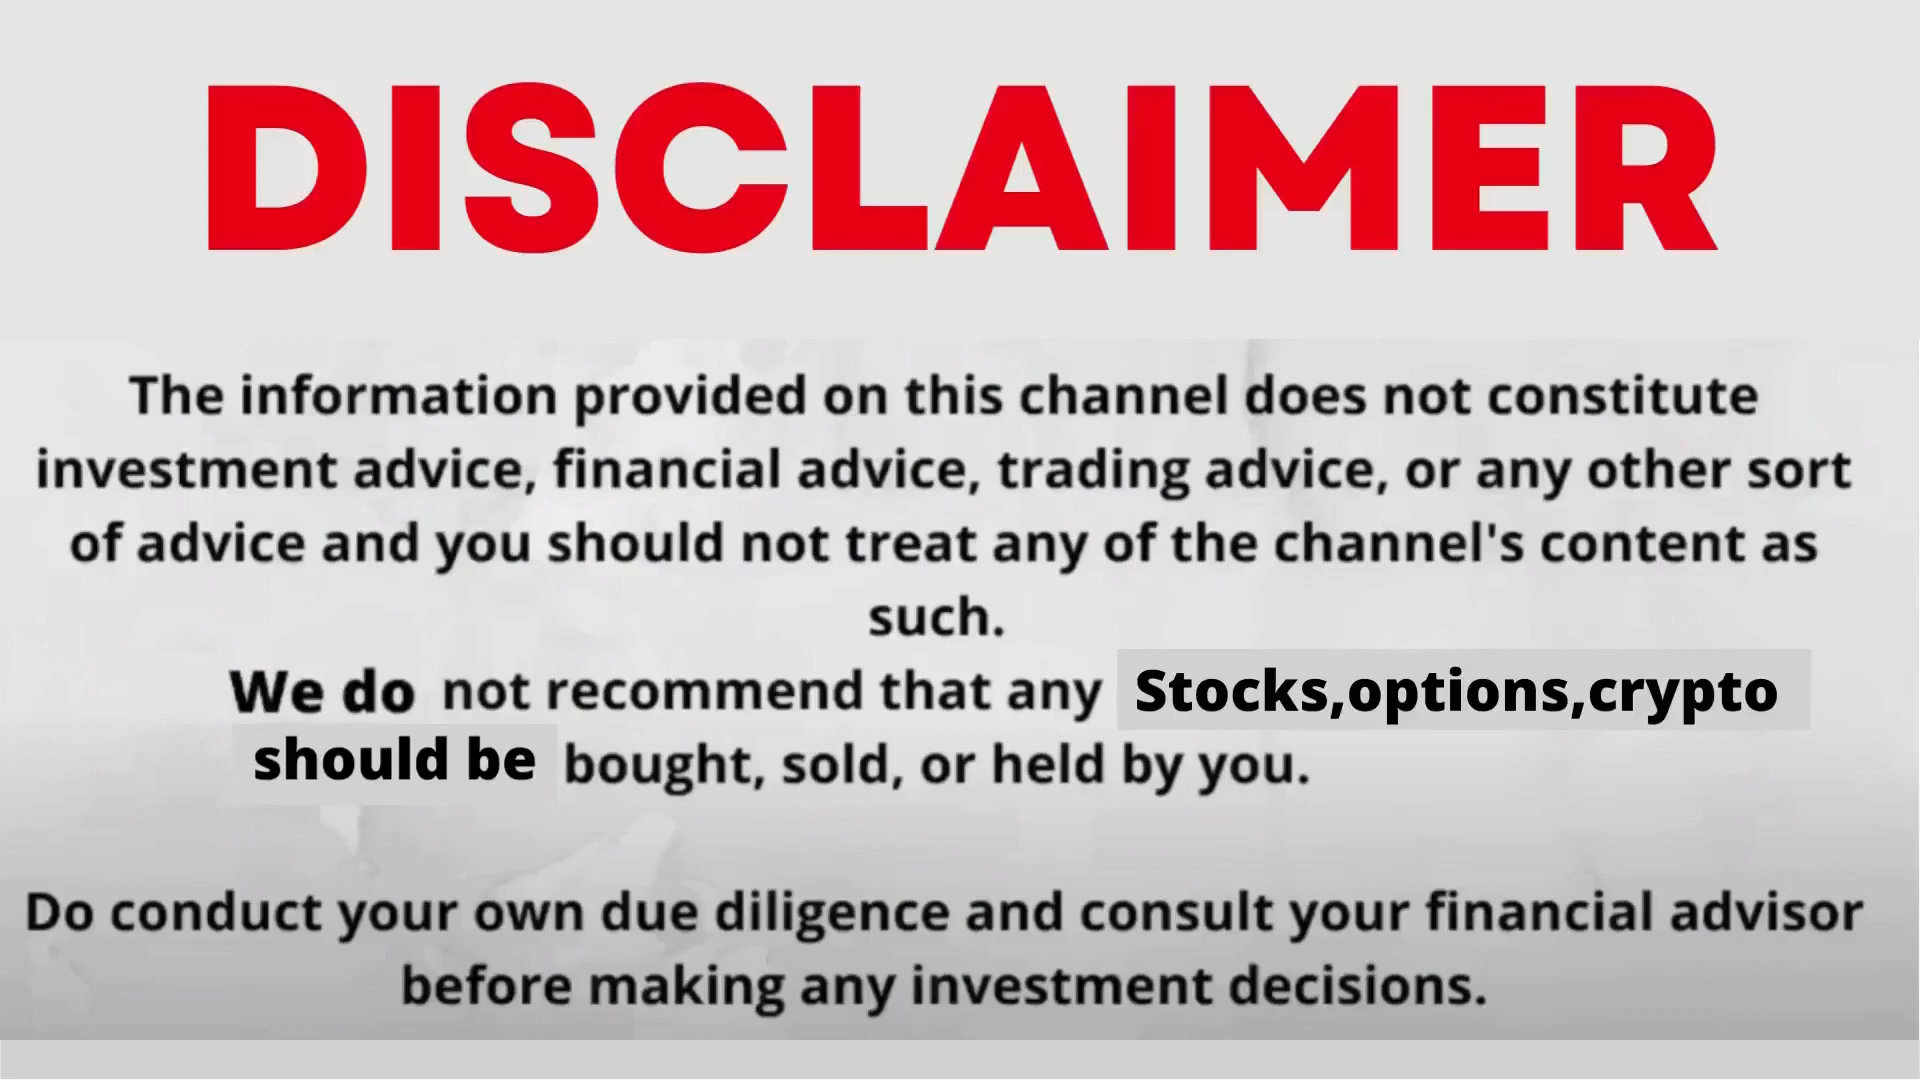 DISCLAIMER
The information provided on this channel does not constitute
investment advice, financial advice, trading advice, or any other sort
of advice and you should not treat any of the channel's content as
such.
We do not recommend that any Stocks,options,crypto
should be bought, sold, or held by you.
Do conduct your own due diligence and consult your financial advisor
before making any investment decisions.